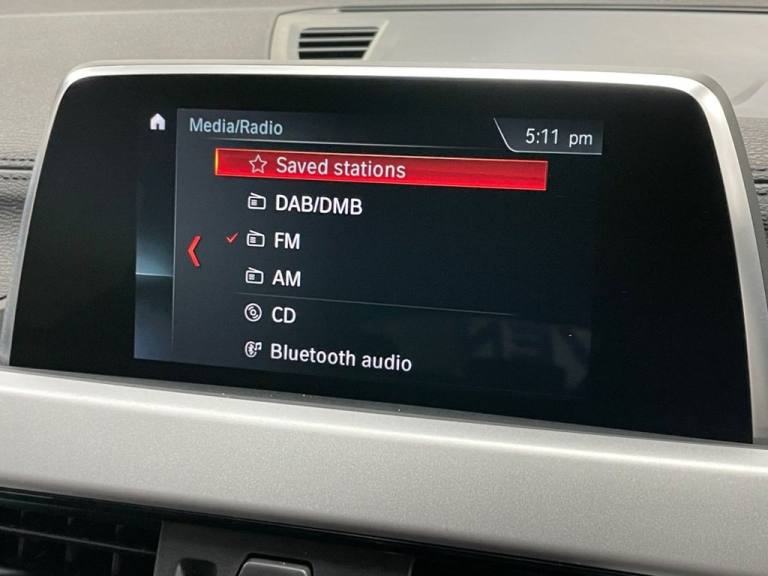 Media/Radio
5:11 pm
Saved stations
DAB/DMB
FM
AM
CD
Bluetooth audio